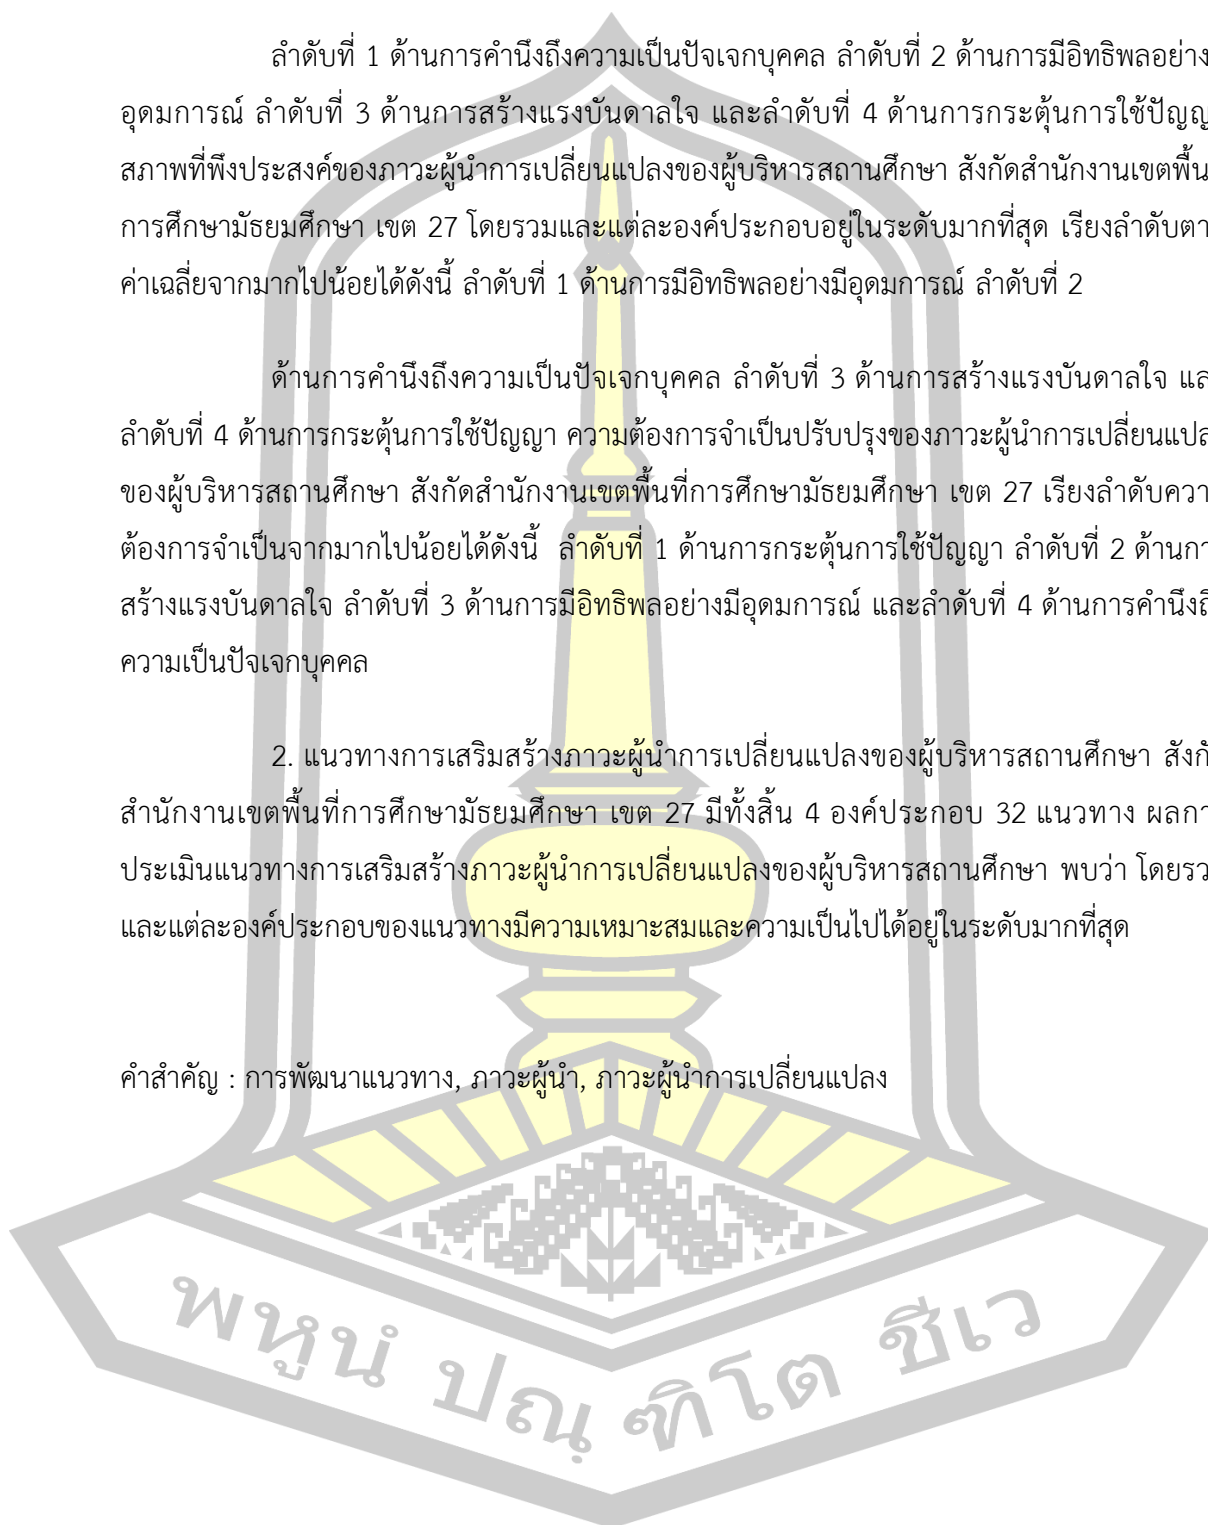 ลำดับที่ 1 ด้านการคำนึงถึงความเป็นปัจเจกบุคคล ลำดับที่ 2 ด้านการมีอิทธิพลอย่าง
อุดมการณ์ ลำดับที่ 3 ด้านการสร้างแรงบันดาลใจ และลำดับที่ 4 ด้านการกระตุ้นการใช้ปัญญ
สภาพที่พึงประสงค์ของภาวะผู้นำการเปลี่ยนแปลงของผู้บริหารสถานศึกษา สังกัดสำนักงานเขตพื้น
การศึกษามัธยมศึกษา เขต 27 โดยรวมและแต่ละองค์ประกอบอยู่ในระดับมากที่สุด เรียงลำดับตา
ค่าเฉลี่ยจากมากไปน้อยได้ดังนี้ ลำดับที่ 1 ด้านการมีอิทธิพลอย่างมีอุดมการณ์ ลำดับที่ 2
ด้านการคำนึงถึงความเป็นปัจเจกบุคคล ลำดับที่ 3 ด้านการสร้างแรงบันดาลใจ และ
ลำดับที่ 4 ด้านการกระตุ้นการใช้ปัญญา ความต้องการจำเป็นปรับปรุงของภาวะผู้นำการเปลี่ยนแปล
ของผู้บริหารสถานศึกษา สังกัดสำนักงานเขตพื้นที่การศึกษามัธยมศึกษา เขต 27 เรียงลำดับควา
ต้องการจำเป็นจากมากไปน้อยได้ดังนี้ ลำดับที่ 1 ด้านการกระตุ้นการใช้ปัญญา ลำดับที่ 2 ด้านกา
สร้างแรงบันดาลใจ ลำดับที่ 3 ด้านการมีอิทธิพลอย่างมีอุดมการณ์ และลำดับที่ 4 ด้านการคำนึงถึ
ความเป็นปัจเจกบุคคล
2. แนวทางการเสริมสร้างภาวะผู้นำการเปลี่ยนแปลงของผู้บริหารสถานศึกษา สังกั
สำนักงานเขตพื้นที่การศึกษามัธยมศึกษา เขต 27 มีทั้งสิ้น 4 องค์ประกอบ 32 แนวทาง ผลกา
ประเมินแนวทางการเสริมสร้างภาวะผู้นำการเปลี่ยนแปลงของผู้บริหารสถานศึกษา พบว่า โดยรว
และแต่ละองค์ประกอบของแนวทางมีความเหมาะสมและความเป็นไปได้อยู่ในระดับมากที่สุด
คำสำคัญ : การพัฒนาแนวทาง, ภาวะผู้นำ, ภาวะผู้นำการเปลี่ยนแปลง
พหูนํ ปณฺฑิโต ชีเว